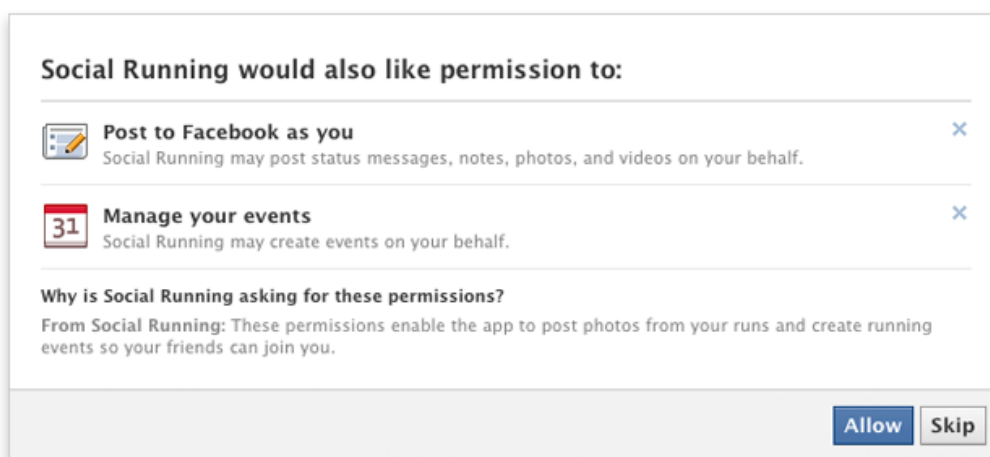 Social Running would also like permission to:
Post to Facebook as you
Social Running may post status messages, notes, photos, and videos on your behalf.
31
Manage your events
Social Running may create events on your behalf.
Why is Social Running asking for these permissions?
From Social Running: These permissions enable the app to post photos from your runs and create running
events so your friends can join you.
Allow Skip